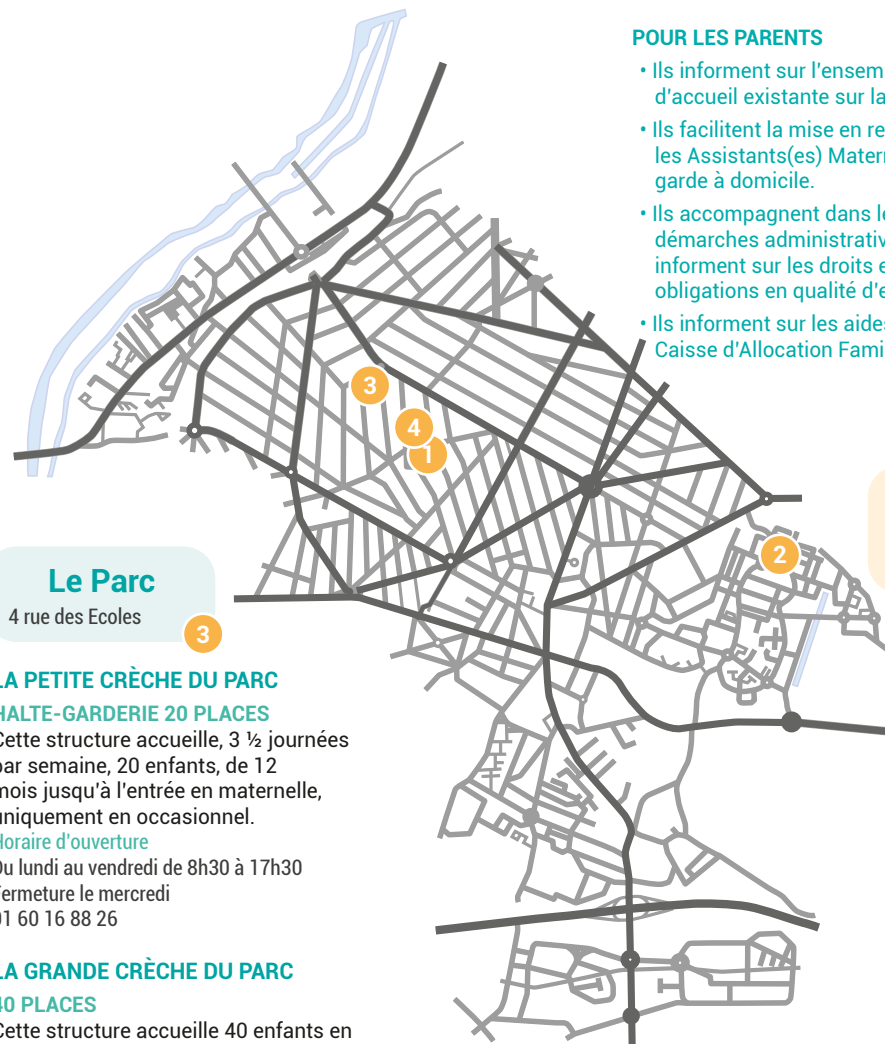 POUR LES PARENTS
• Ils informent sur l'ensem
d'accueil existante sur la
• Ils facilitent la mise en re
les Assistants(es) Matern
garde à domicile.
• Ils accompagnent dans le
démarches administrativ
informent sur les droits e
obligations en qualité d'e
• Ils informent sur les aides
Caisse d'Allocation Fami
3
4
1
2
Le Parc
4 rue des Ecoles
3
LA PETITE CRÈCHE DU PARC
HALTE-GARDERIE 20 PLACES
Cette structure accueille, 3 ½ journées
par semaine, 20 enfants, de 12
mois jusqu'à l'entrée en maternelle,
uniquement en occasionnel.
Horaire d'ouverture
Du lundi au vendredi de 8h30 à 17h30
Fermeture le mercredi
01 60 16 88 26
LA GRANDE CRÈCHE DU PARC
40 PLACES
Cette structure accueille 40 enfants en